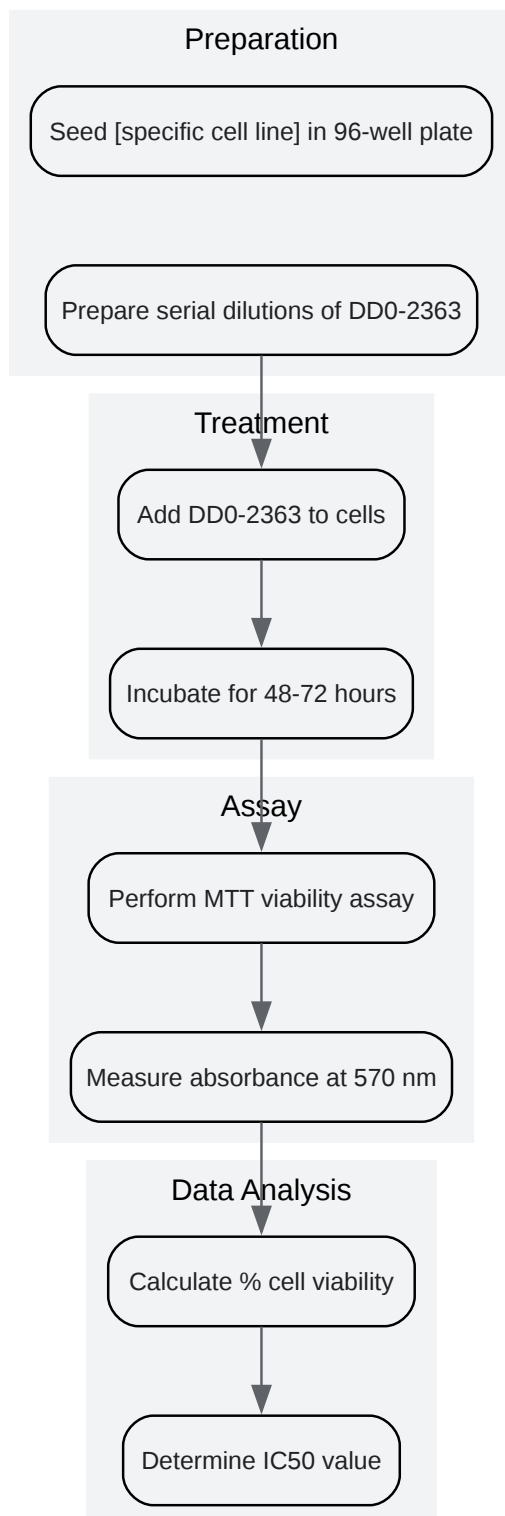 Preparation
Seed [specific cell line] in 96-well plate
Prepare serial dilutions of DD0-2363
Treatment
Add DD0-2363 to cells
Incubate for 48-72 hours
Assay
Perform MTT viability assay
Measure absorbance at 570 nm
Data Analysis
Calculate % cell viability
Determine IC50 value